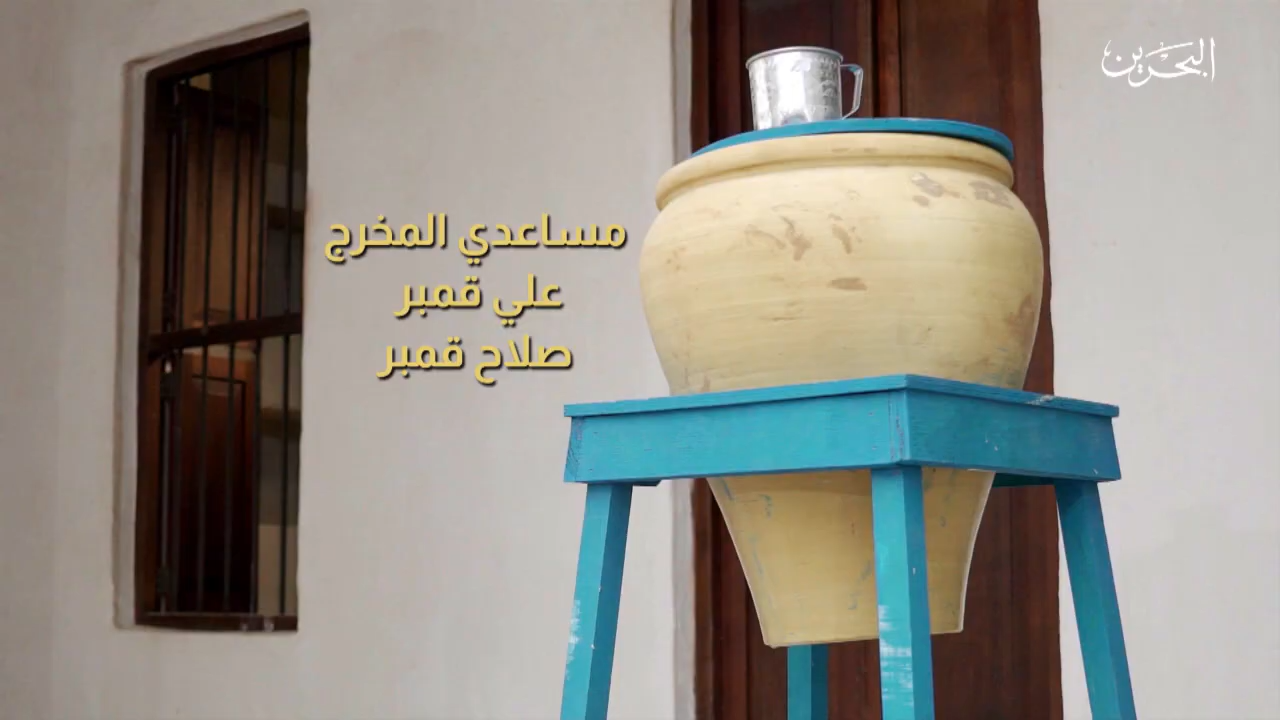 البحرين
مساعدي المخرج
علي قمبر
صلاح قمبر